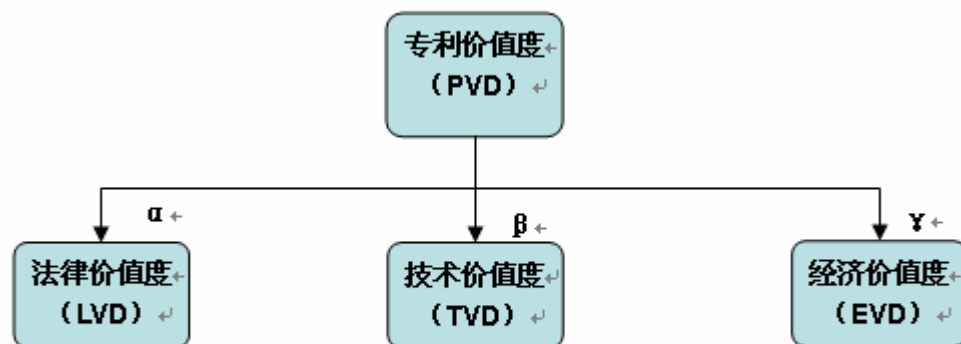 专利价值度
（PVD）
α
β
γ
法律价值度
（LVD）
技术价值度
（TVD）
经济价值度
（EVD）